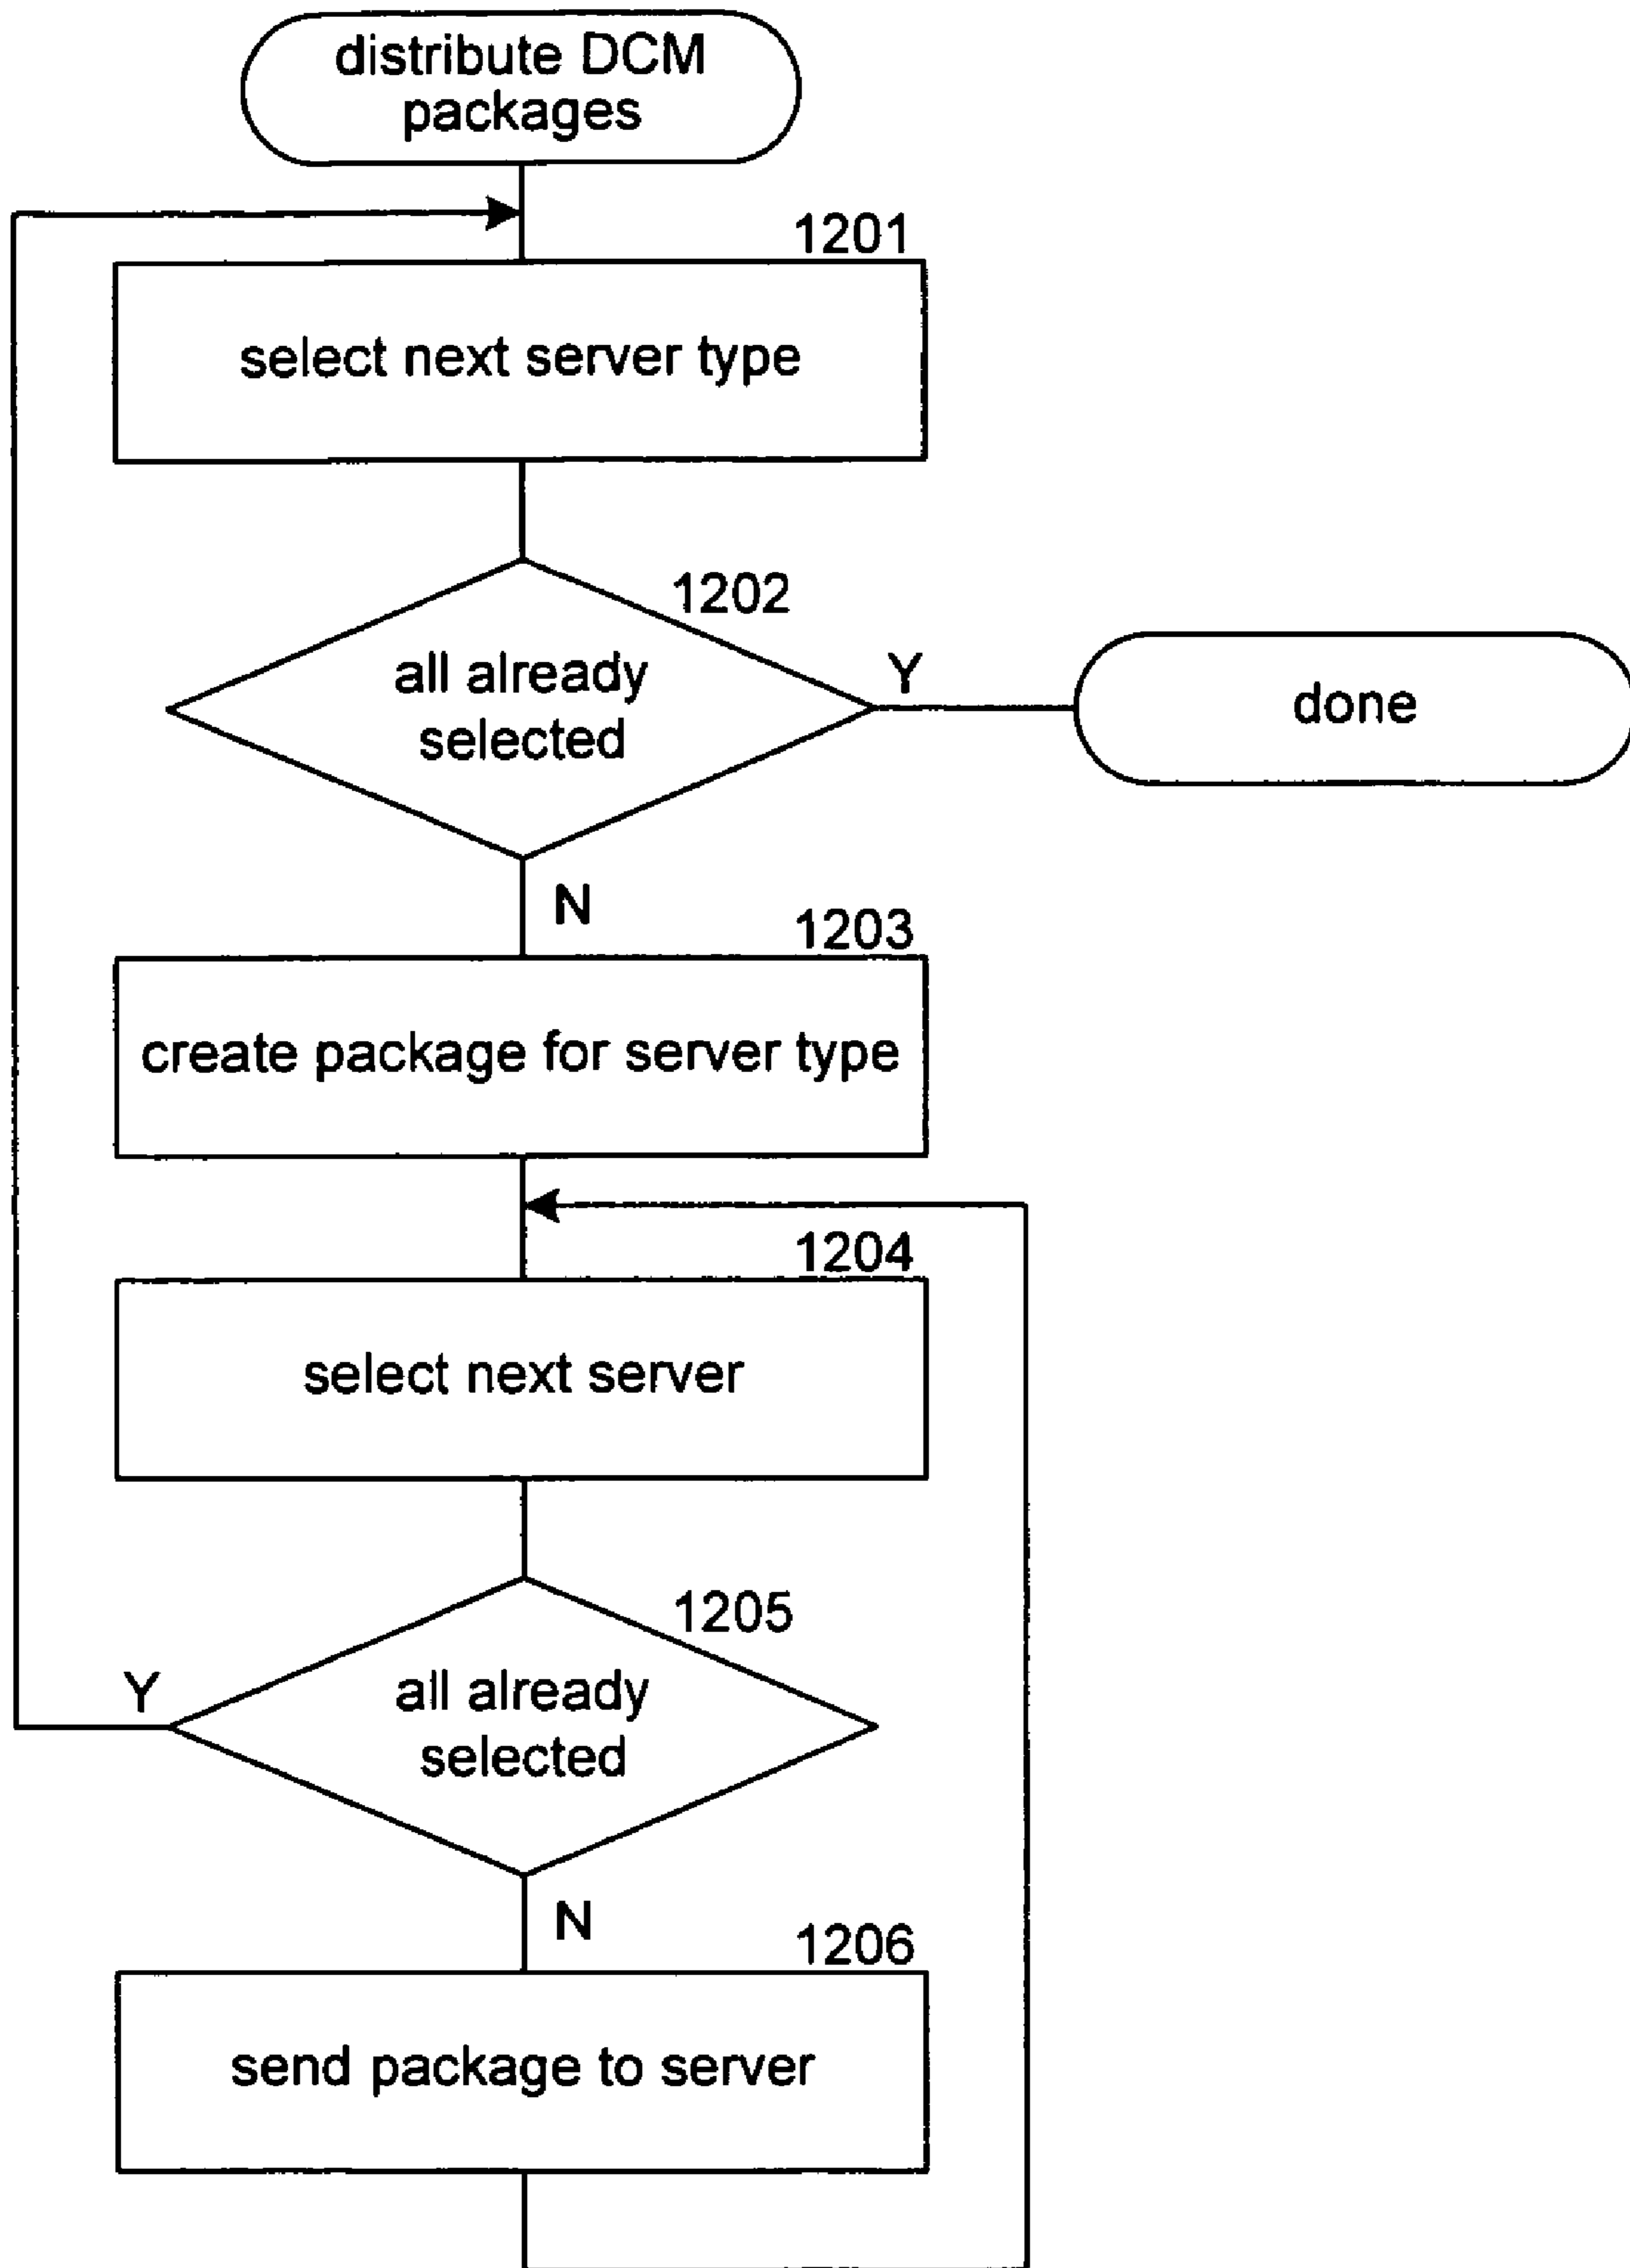 distribute DCM
packages
1201
select next server type
1202
all already
selected
Y
done
N
1203
create package for server type
1204
select next server
1205
all already
selected
Y
N
1206
send package to server